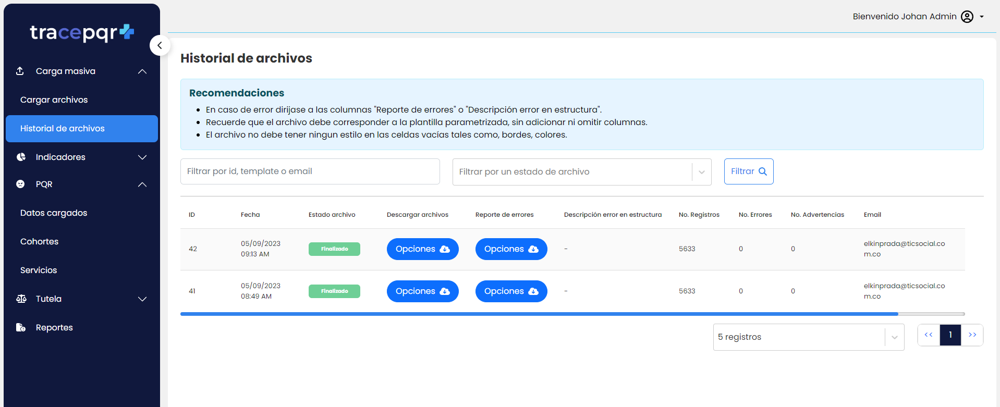 Bienvenido Johan Admin
tracepqr
Carga masiva
Cargar archivos
Historial de archivos
Indicadores
PQR
Datos cargados
Cohortes
Servicios
Tutela
Reportes
Historial de archivos
Recomendaciones
En caso de error dirijase a las columnas "Reporte de errores" o "Descripción error en estructura".
Recuerde que el archivo debe corresponder a la plantilla parametrizada, sin adicionar ni omitir columnas.
El archivo no debe tener ningun estilo en las celdas vacías tales como, bordes, colores.
Filtrar por id, template o email
Filtrar por un estado de archivo
Filtrar
ID Fecha Estado archivo Descargar archivos Reporte de errores Descripción error en estructura No. Registros No. Errores No. Advertencias Email
42 05/09/2023 09:13 AM Finalizado Opciones Opciones - 5633 0 0 elkinprada@ticsocial.co
m.co
41 05/09/2023 08:49 AM Finalizado Opciones Opciones - 5633 0 0 elkinprada@ticsocial.co
m.co
5 registros
<< 1 >>